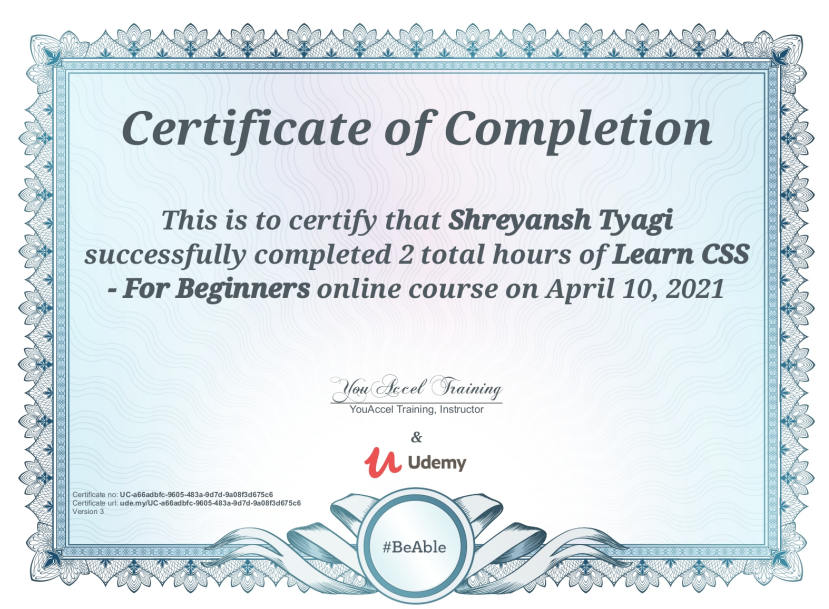 Certificate of Completion
This is to certify that Shreyansh Tyagi
successfully completed 2 total hours of Learn CSS
- For Beginners online course on April 10, 2021
You Accel Training
YouAccel Training, Instructor
&
Udemy
Certificate no: UC-a66adbfc-9605-483a-9d7d-9a08f3d675c6
Certificate url: ude.my/UC-a66adbfc-9605-483a-9d7d-9a08f3d675c6
Version 3
#BeAble